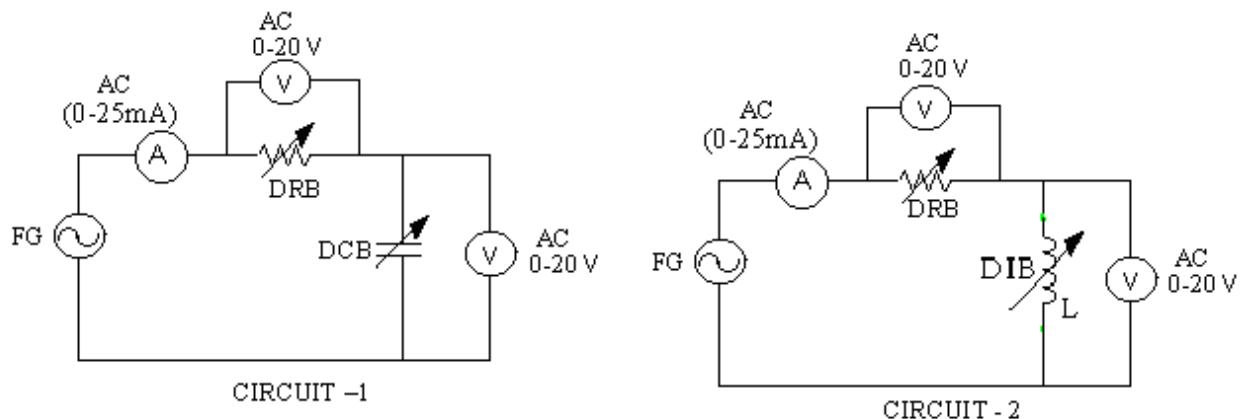 AC
0-20 V
V
AC
(0-25mA)
A
DRB
FG
DCB
V
AC
0-20 V
CIRCUIT –1
AC
0-20 V
V
AC
(0-25mA)
A
DRB
FG
DIB
L
V
AC
0-20 V
CIRCUIT - 2